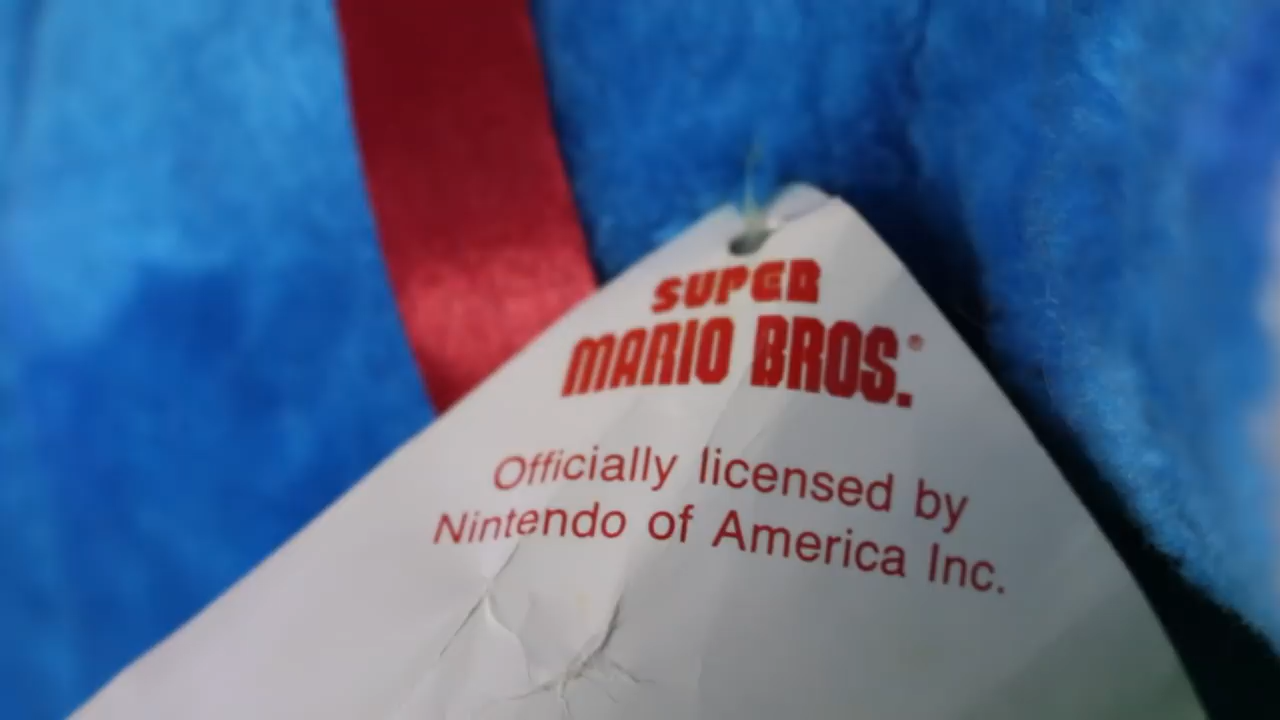 SUPER
MARIO BROS.®
Officially licensed by
Nintendo of America Inc.